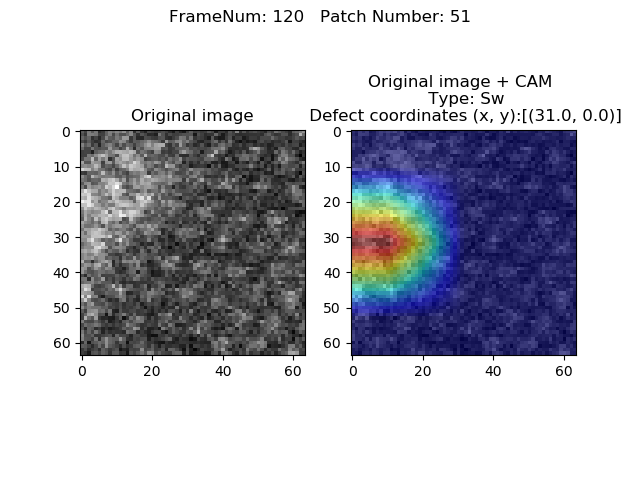 FrameNum: 120   Patch Number: 51
Original image
Original image + CAM
Type: Sw
Defect coordinates (x, y):[(31.0, 0.0)]
0
10
20
30
40
50
60
0 20 40 60
0
10
20
30
40
50
60
0 20 40 60